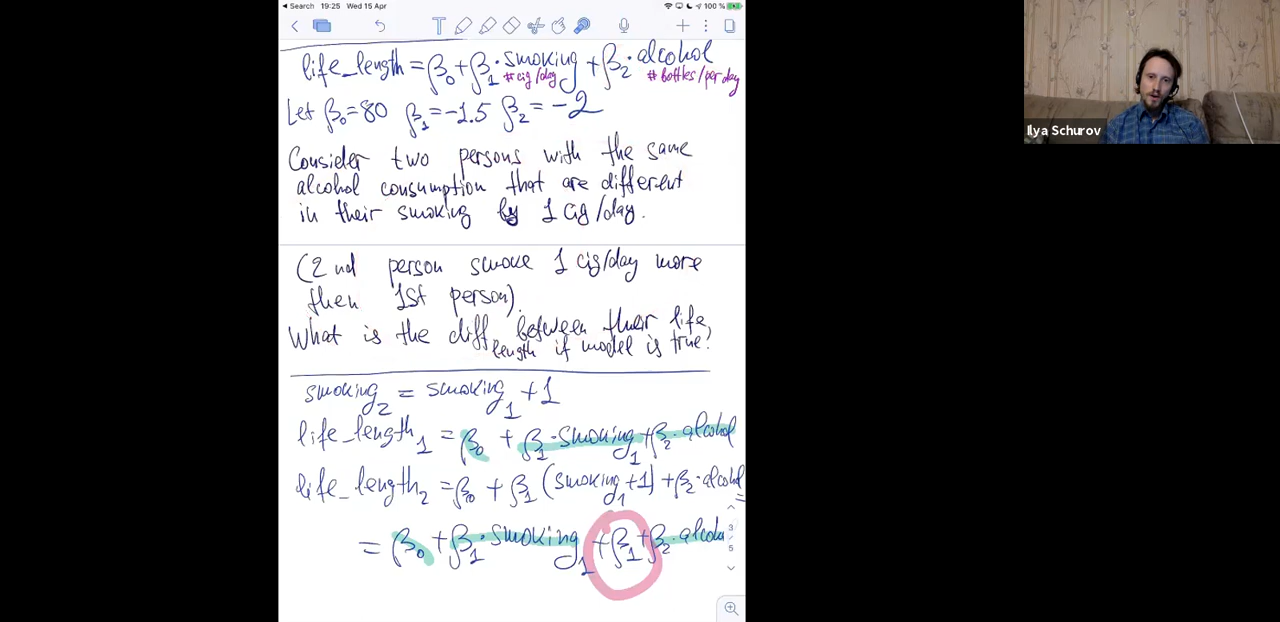 Search 19:25 Wed 15 Apr 100 %
life_length = β₀ + β₁·smoking + β₂·alcohol
# cig/day # bottles/per day
Let β₀=80 β₁=-1.5 β₂=-2
Consider two persons with the same
alcohol consumption that are different
in their smoking by 1 cig/day.
(2nd person smoke 1 cig/day more
then 1st person).
What is the diff between their life
length if model is true?
smoking₂ = smoking₁ + 1
life_length₁ = β₀ + β₁·smoking₁ + β₂·alcohol
life_length₂ = β₀ + β₁(smoking₁+1) + β₂·alcohol =
= β₀ + β₁·smoking₁ + β₁ + β₂·alcohol
3
5
Ilya Schurov